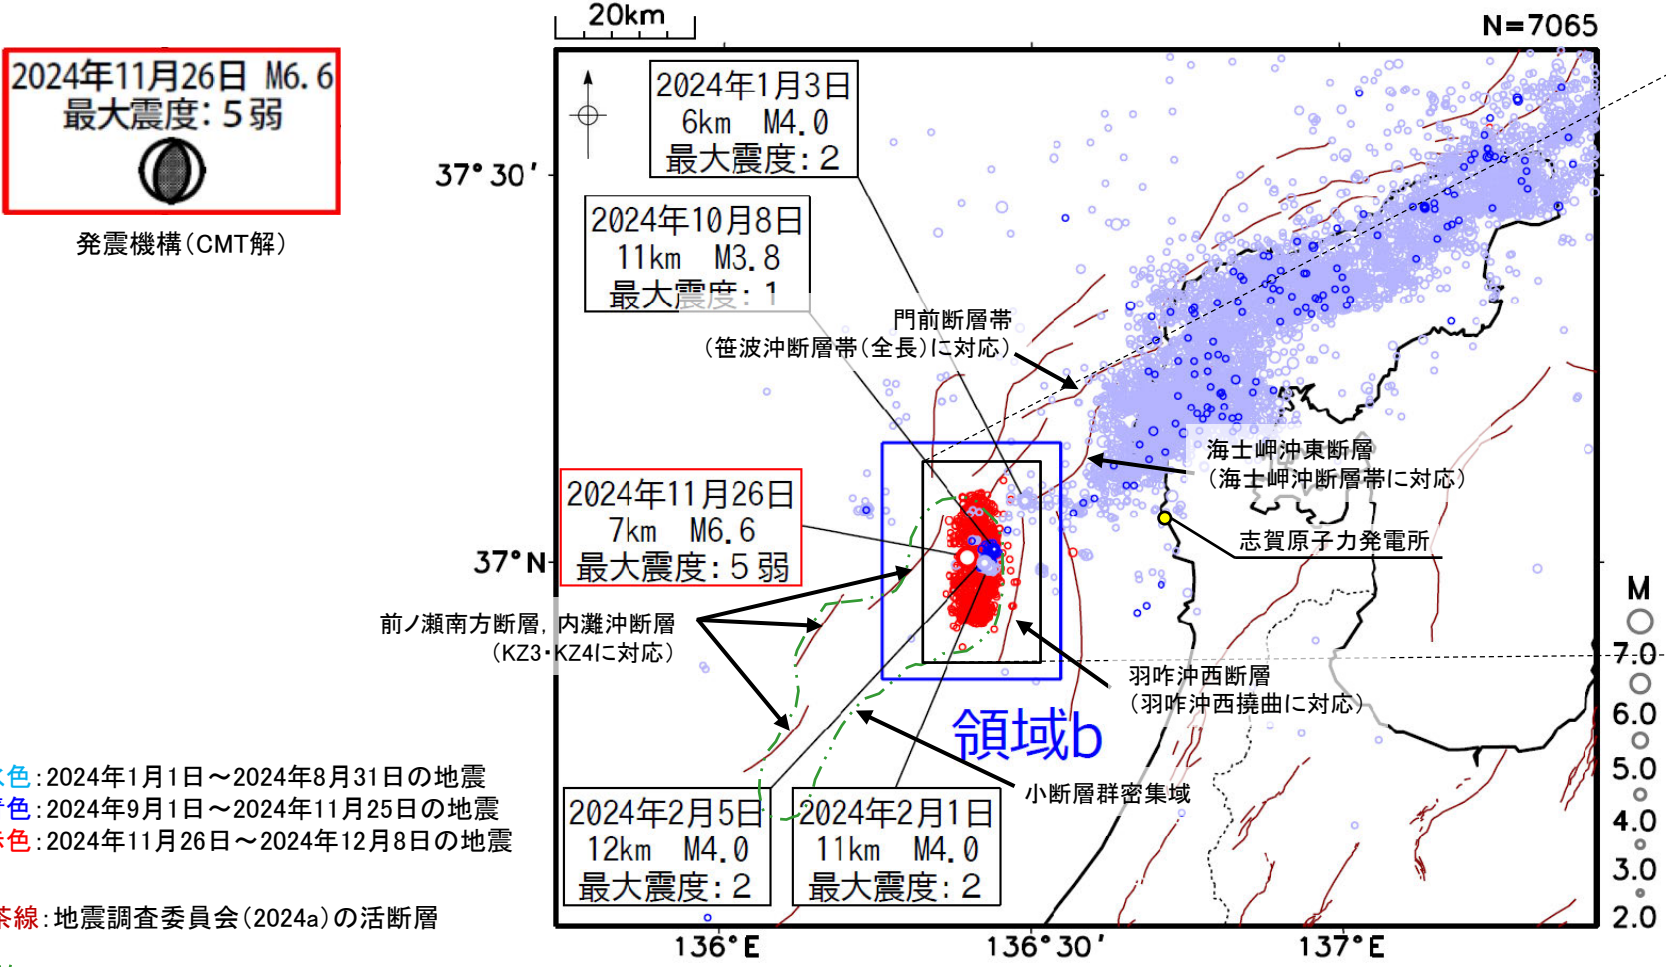 20km
N=7065
2024年11月26日 M6.6
最大震度：５弱
発震機構（CMT解）
2024年1月3日
6km M4.0
最大震度：２
37°30′
2024年10月8日
11km M3.8
最大震度：１
門前断層帯
（笹波沖断層帯（全長）に対応）
海士岬沖東断層
（海士岬沖断層帯に対応）
2024年11月26日
7km M6.6
最大震度：５弱
志賀原子力発電所
37°N
前ノ瀬南方断層，内灘沖断層
（KZ3・KZ4に対応）
羽咋沖西断層
（羽咋沖西撓曲に対応）
領域b
小断層群密集域
M
7.0
6.0
5.0
4.0
3.0
2.0
水色：2024年1月1日～2024年8月31日の地震
青色：2024年9月1日～2024年11月25日の地震
赤色：2024年11月26日～2024年12月8日の地震
茶線：地震調査委員会（2024a）の活断層
2024年2月5日
12km M4.0
最大震度：２
2024年2月1日
11km M4.0
最大震度：２
136°E
136°30′
137°E